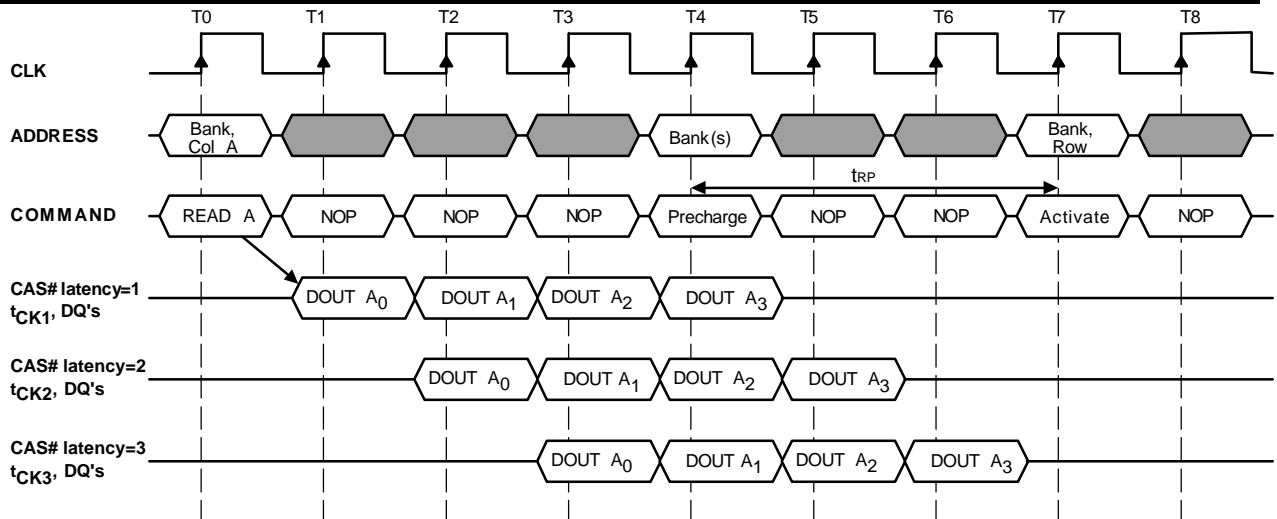 T0 T1 T2 T3 T4 T5 T6 T7 T8
CLK
ADDRESS Bank, Col A Bank(s) Bank, Row
tRP
COMMAND READ A NOP NOP NOP Precharge NOP NOP Activate NOP
CAS# latency=1
tCK1, DQ's DOUT A0 DOUT A1 DOUT A2 DOUT A3
CAS# latency=2
tCK2, DQ's DOUT A0 DOUT A1 DOUT A2 DOUT A3
CAS# latency=3
tCK3, DQ's DOUT A0 DOUT A1 DOUT A2 DOUT A3